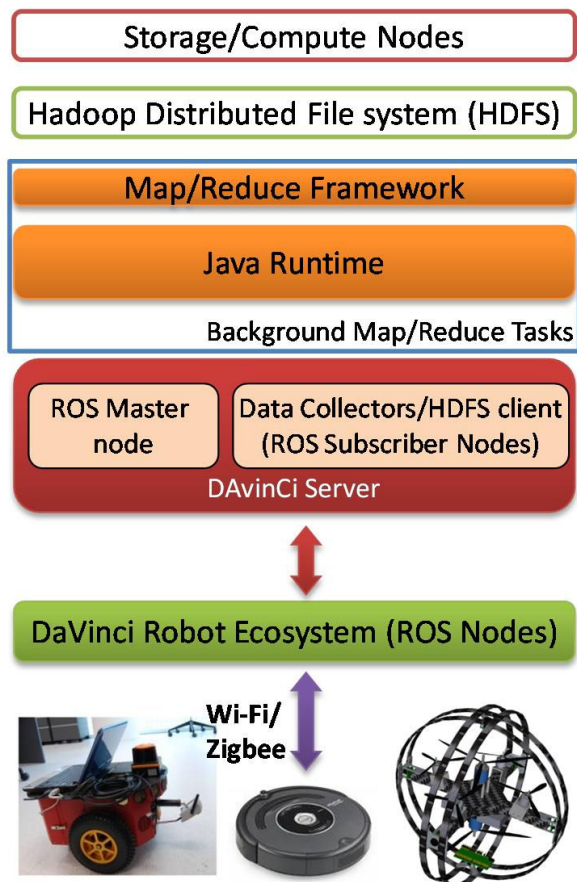 Storage/Compute Nodes
Hadoop Distributed File system (HDFS)
Map/Reduce Framework
Java Runtime
Background Map/Reduce Tasks
ROS Master
node
Data Collectors/HDFS client
(ROS Subscriber Nodes)
DAvinCi Server
DaVinci Robot Ecosystem (ROS Nodes)
Wi-Fi/
Zigbee